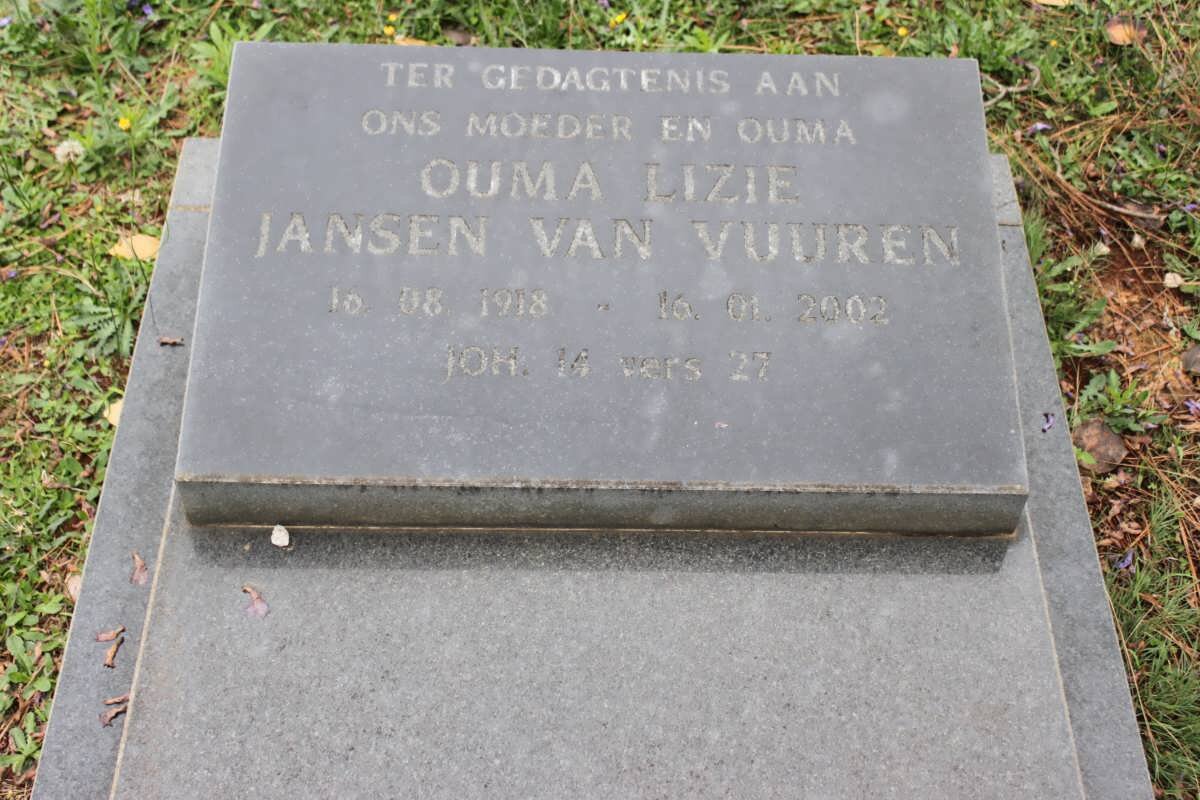 TER GEDAGTENIS AAN
ONS MOEDER EN OUMA
OUMA LIZIE
JANSEN VAN VUUREN
16. 08. 1918 - 16. 01. 2002
JOH. 14 vers 27